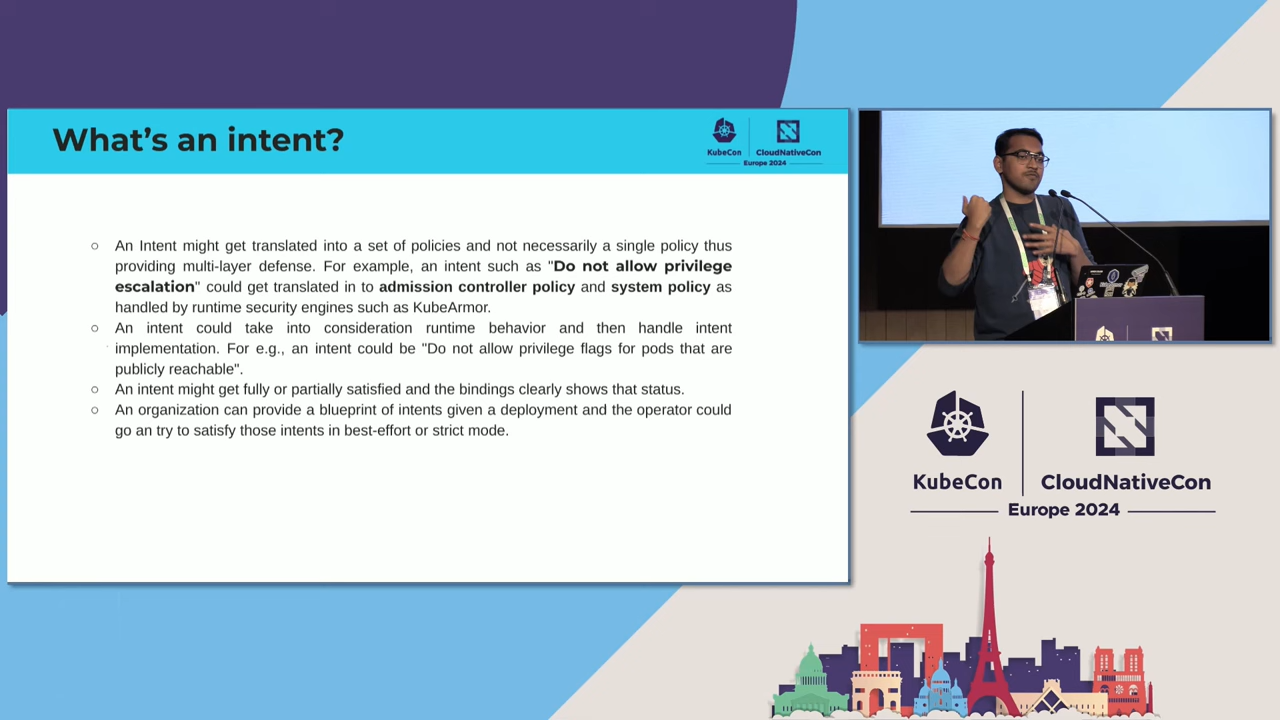 What's an intent?
KubeCon
CloudNativeCon
Europe 2024
○ An Intent might get translated into a set of policies and not necessarily a single policy thus
providing multi-layer defense. For example, an intent such as "Do not allow privilege
escalation" could get translated in to admission controller policy and system policy as
handled by runtime security engines such as KubeArmor.
○ An intent could take into consideration runtime behavior and then handle intent
implementation. For e.g., an intent could be "Do not allow privilege flags for pods that are
publicly reachable".
○ An intent might get fully or partially satisfied and the bindings clearly shows that status.
○ An organization can provide a blueprint of intents given a deployment and the operator could
go an try to satisfy those intents in best-effort or strict mode.
KubeCon
CloudNativeCon
Europe 2024